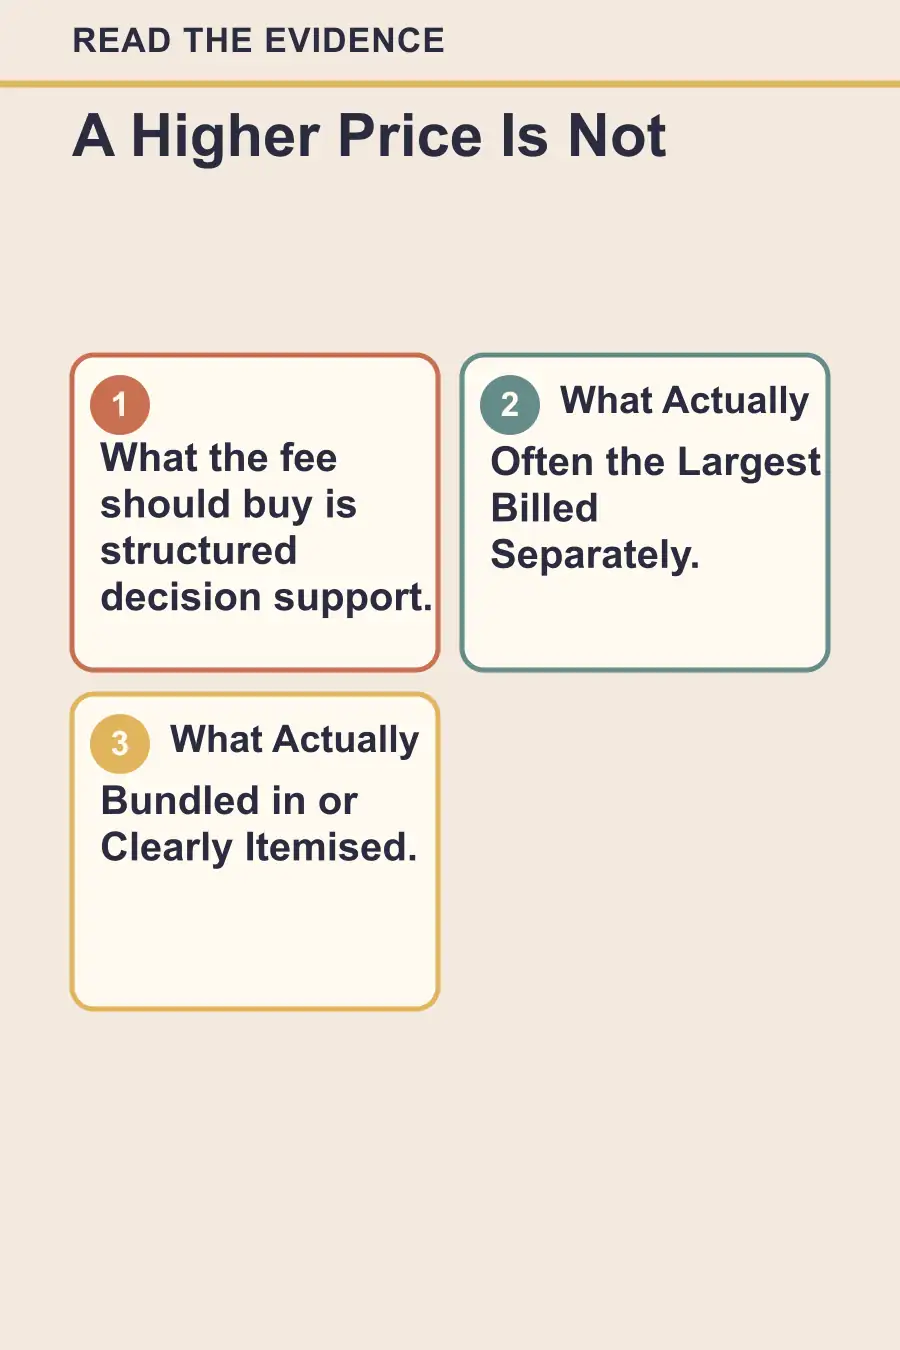 READ THE EVIDENCE
A Higher Price Is Not
1
What the fee
should buy is
structured
decision support.
2
What Actually
Often the Largest
Billed
Separately.
3
What Actually
Bundled in or
Clearly Itemised.